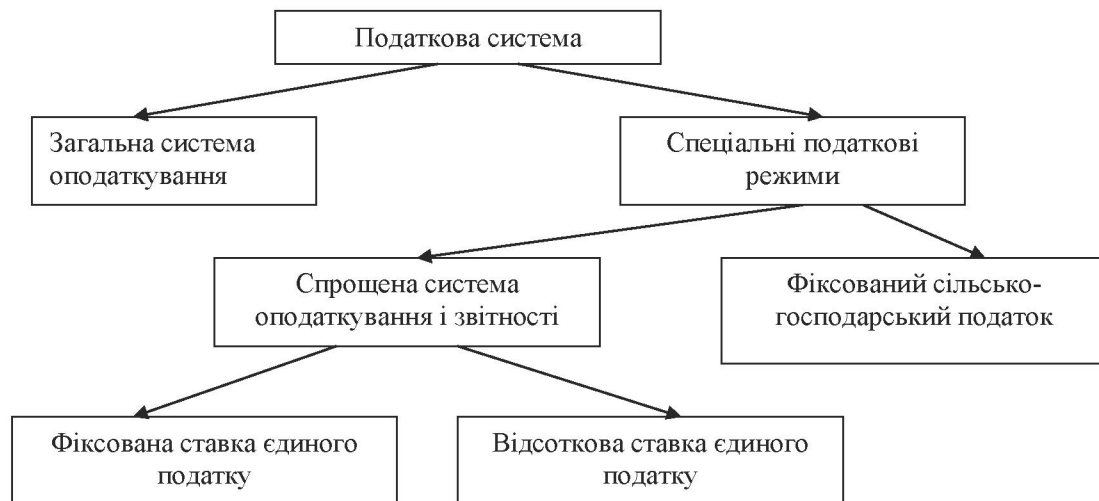 Податкова система
Загальна система
оподаткування
Спеціальні податкові
режими
Спрощена система
оподаткування і звітності
Фіксований сільсько-
господарський податок
Фіксована ставка єдиного
податку
Відсоткова ставка єдиного
податку